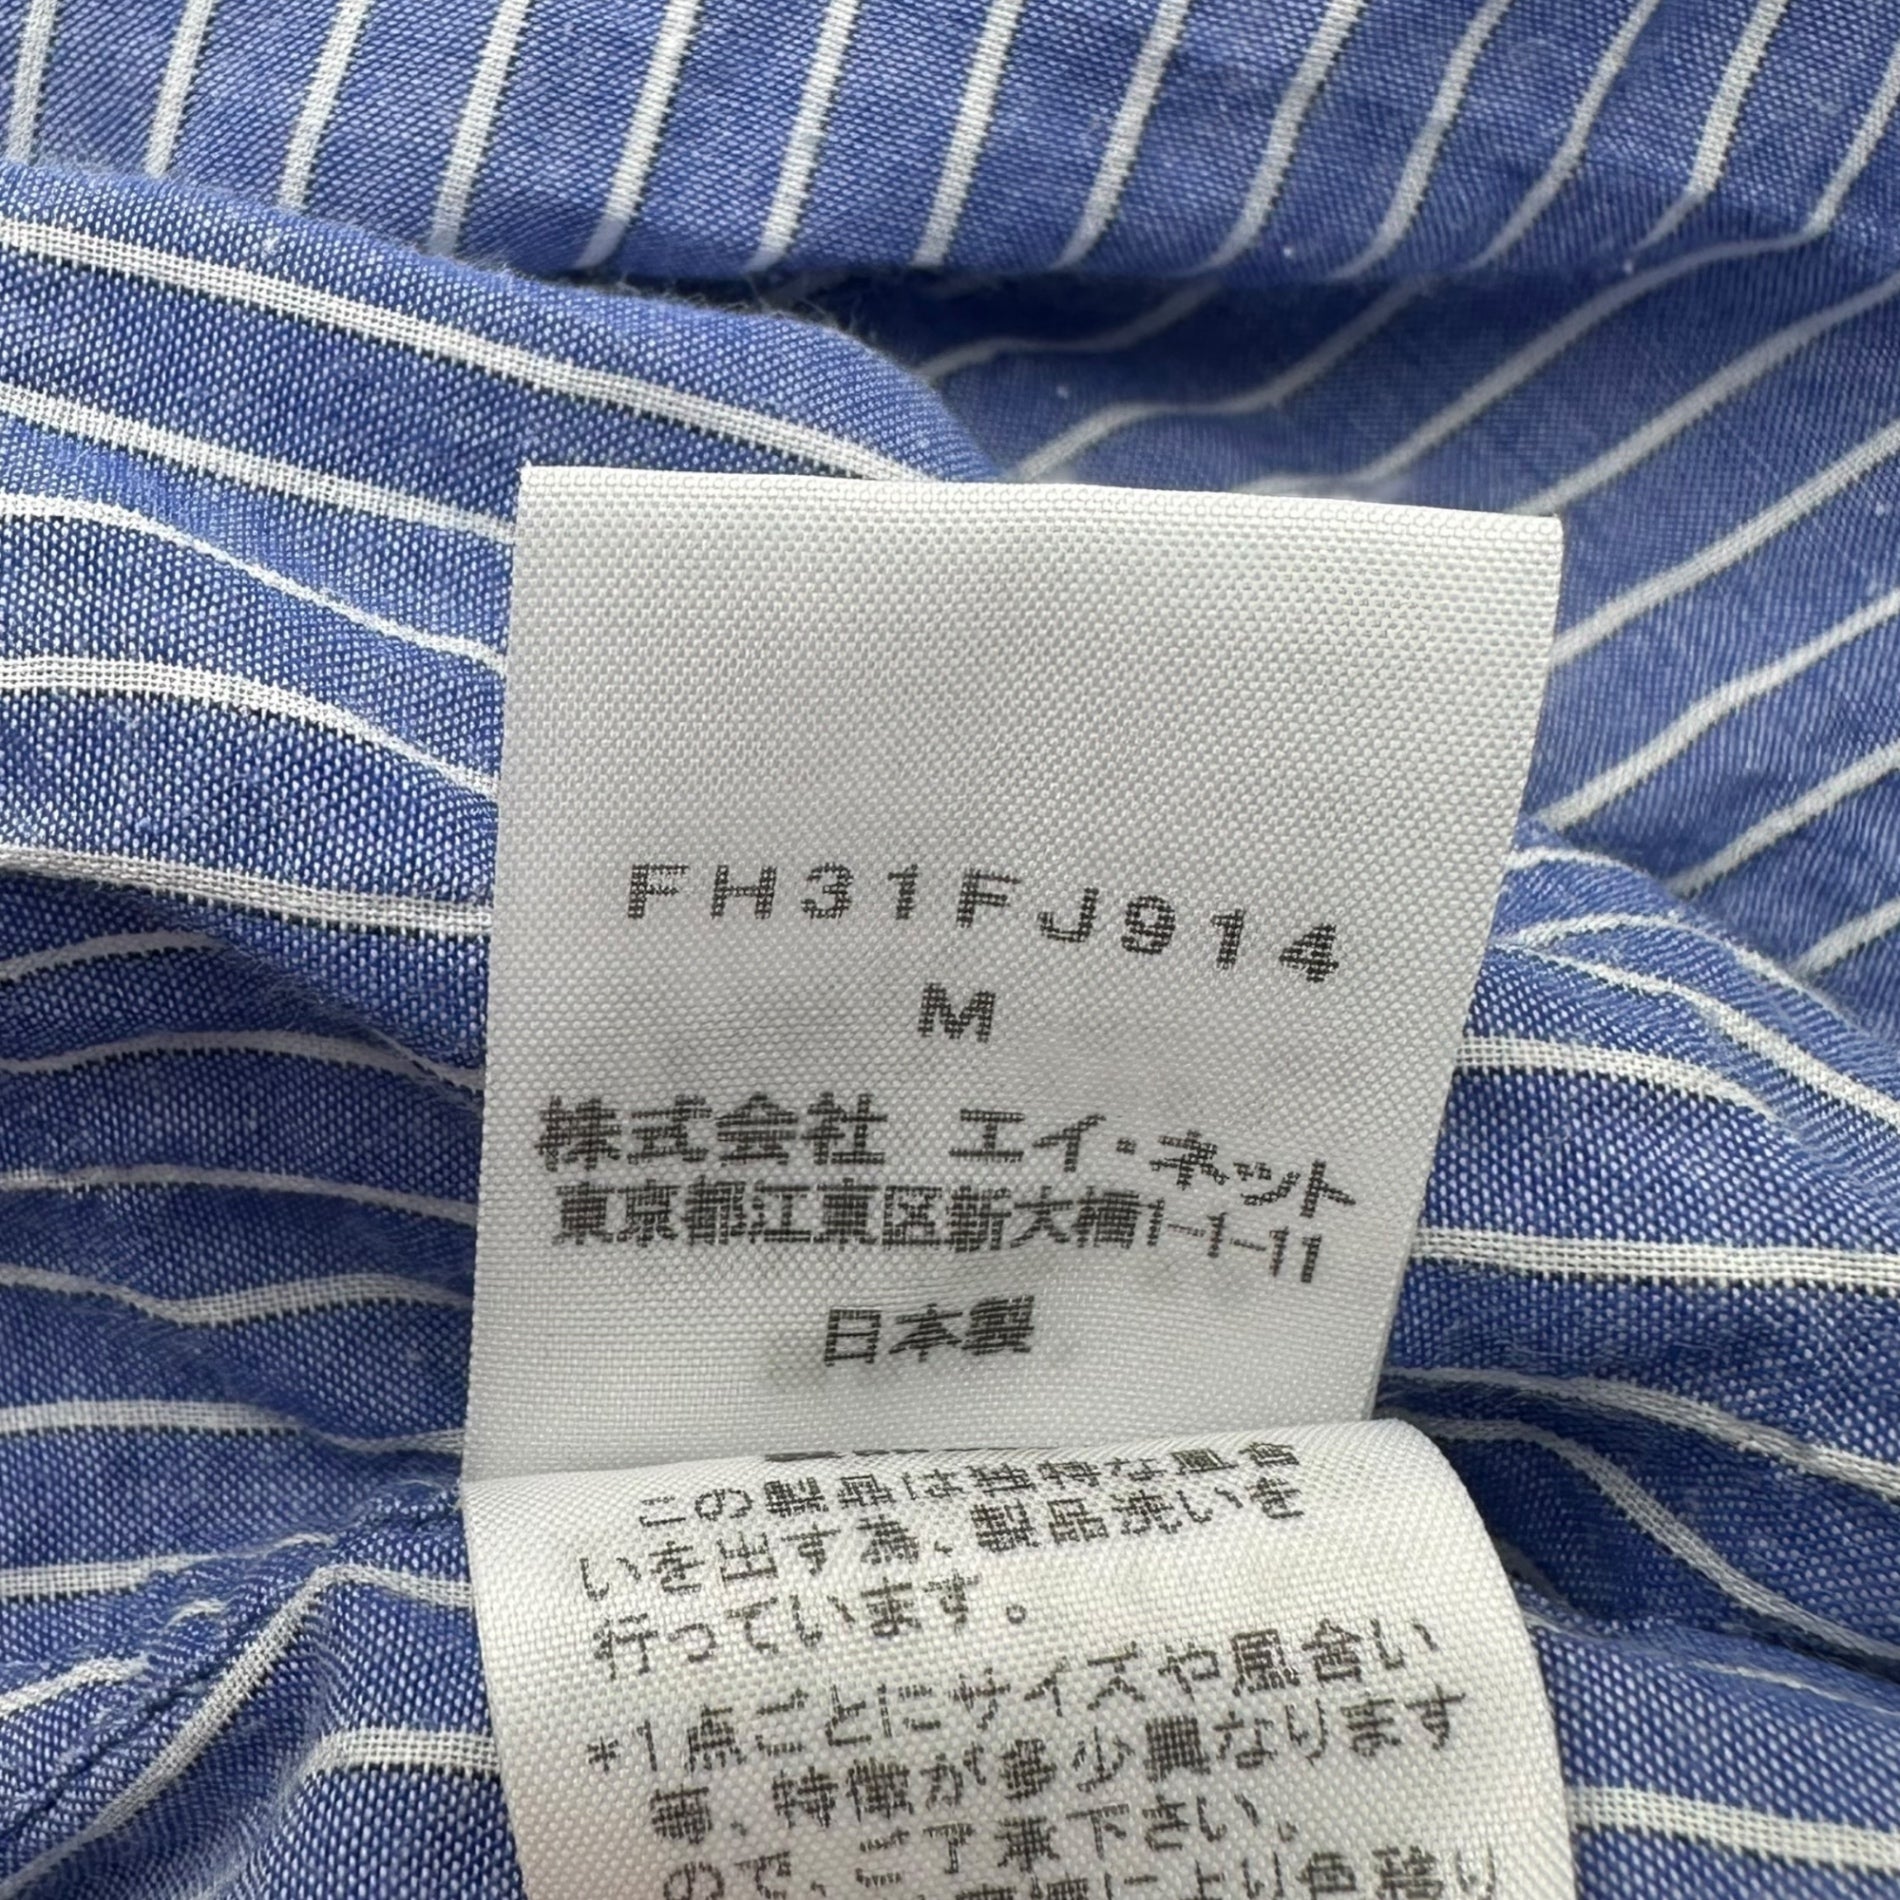 FH31FJ914
M
株式会社 エイ・ネット
東京都江東区新大橋1-1-11
日本製
この製品は独特な風合
いを出す為、製品洗いを
行っています。
*1点ごとにサイズや風合い
等、特徴が多少異なります
ので、ご了承下さい。
により色